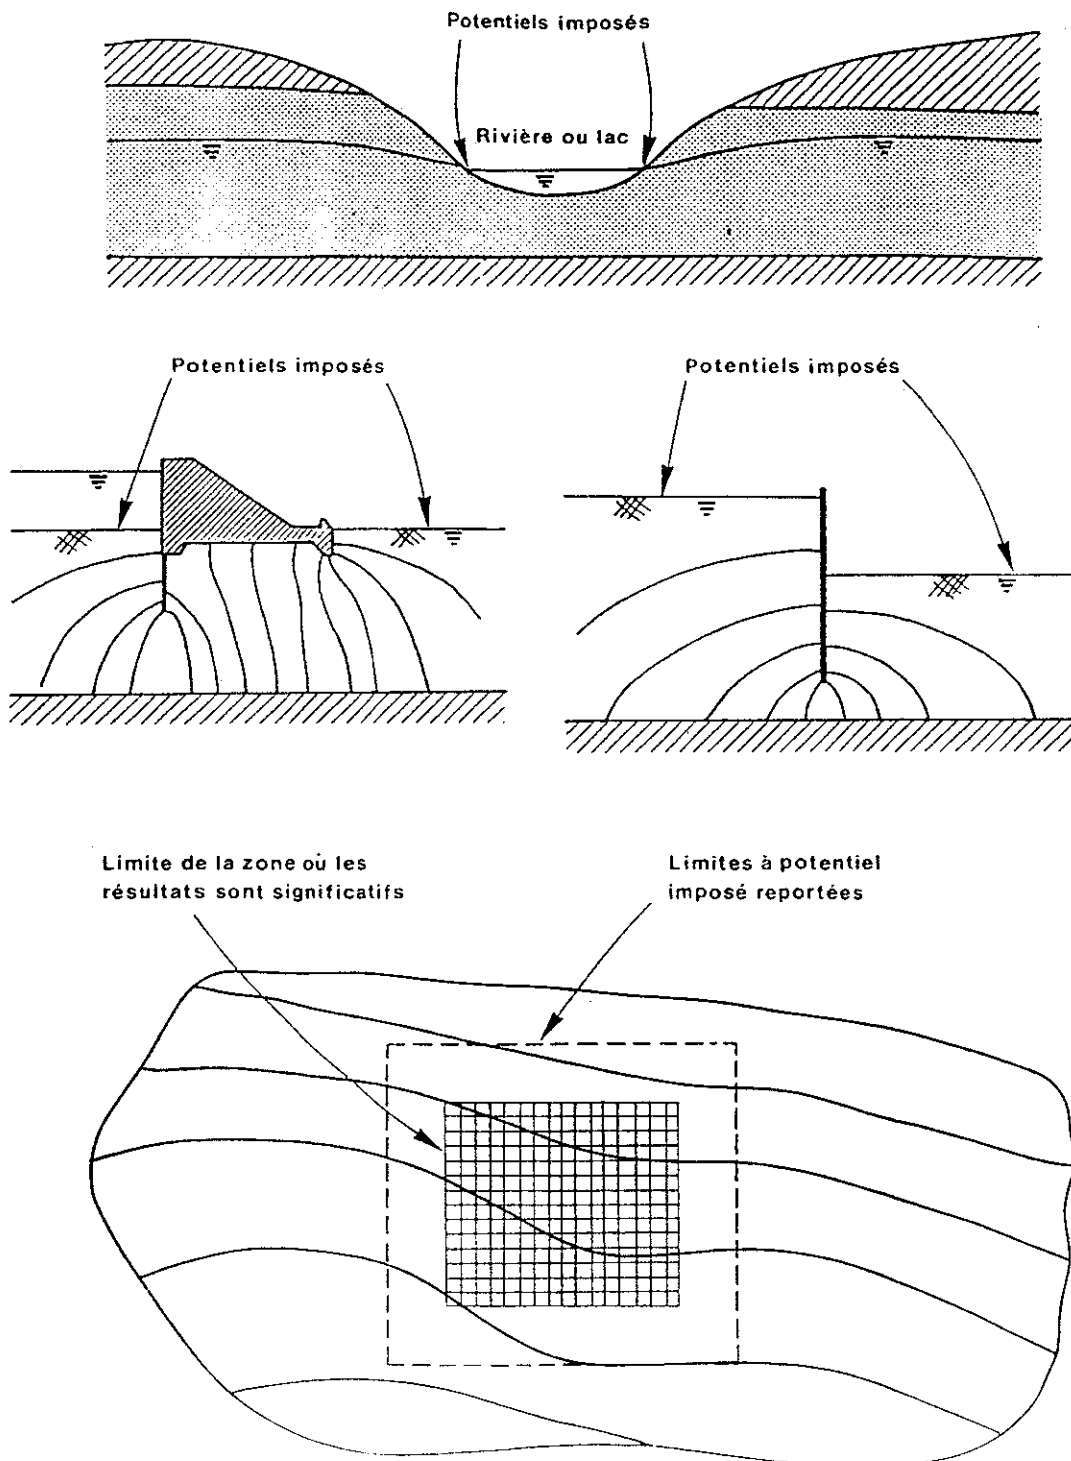 Potentiels imposés
Rivière ou lac
Potentiels imposés
Potentiels imposés
Limite de la zone où les
résultats sont significatifs
Limites à potentiel
imposé reportées